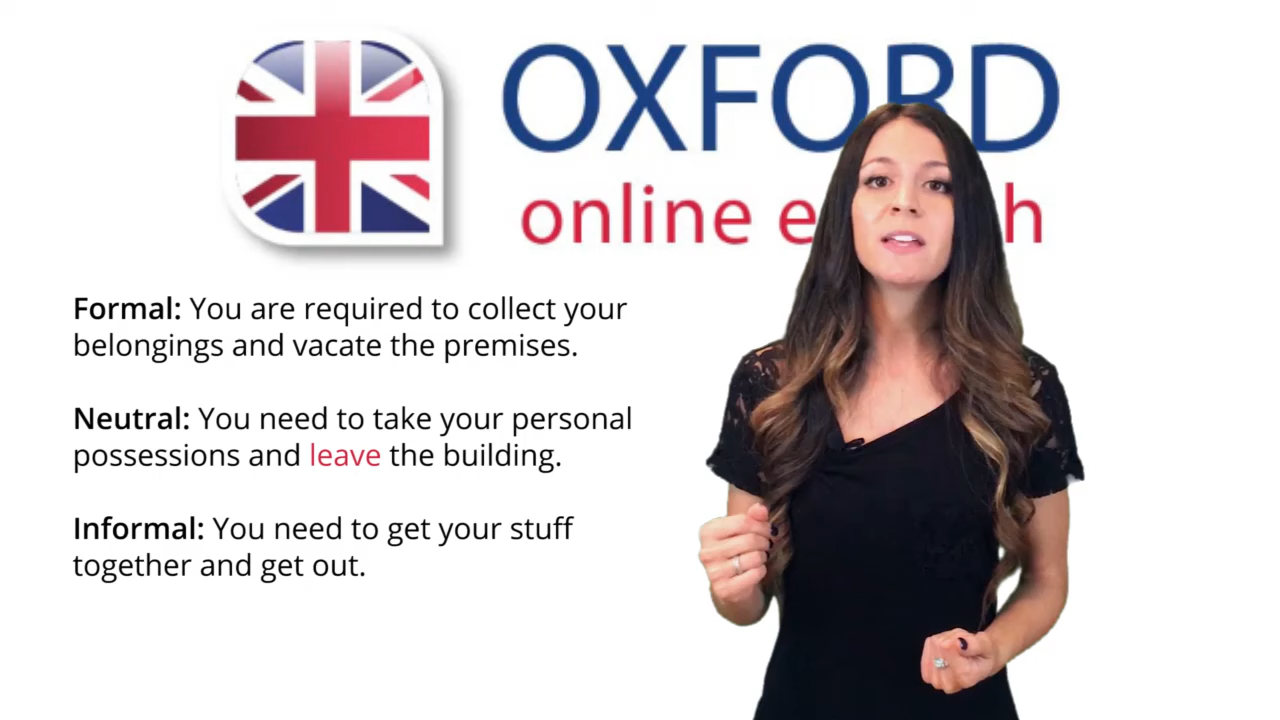 OXFORD
online e h
Formal: You are required to collect your
belongings and vacate the premises.
Neutral: You need to take your personal
possessions and leave the building.
Informal: You need to get your stuff
together and get out.